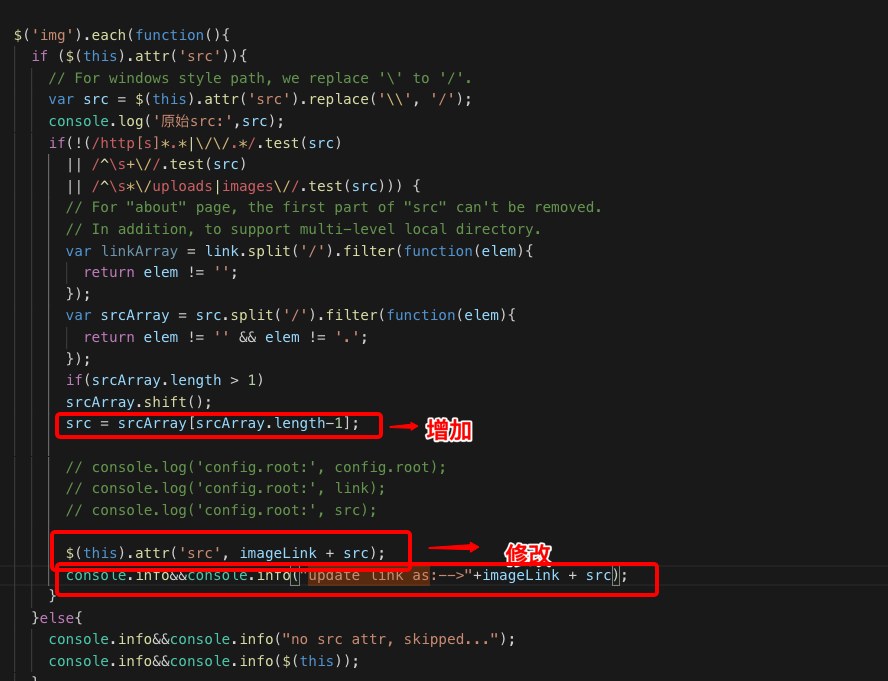 $('img').each(function(){
if ($(this).attr('src')){
// For windows style path, we replace '\' to '/'.
var src = $(this).attr('src').replace('\\', '/');
console.log('原始src:',src);
if(!(/http[s]*.*|\/\/.*/.test(src)
|| /^\s+\//.test(src)
|| /^\s*\/uploads|images\//.test(src))) {
// For "about" page, the first part of "src" can't be removed.
// In addition, to support multi-level local directory.
var linkArray = link.split('/').filter(function(elem){
return elem != '';
});
var srcArray = src.split('/').filter(function(elem){
return elem != '' && elem != '.';
});
if(srcArray.length > 1)
srcArray.shift();
src = srcArray[srcArray.length-1];
增加
// console.log('config.root:', config.root);
// console.log('config.root:', link);
// console.log('config.root:', src);
$(this).attr('src', imageLink + src);
修改
console.info&&console.info("update link as:-->"+imageLink + src);
}
}else{
console.info&&console.info("no src attr, skipped...");
console.info&&console.info($(this));
}